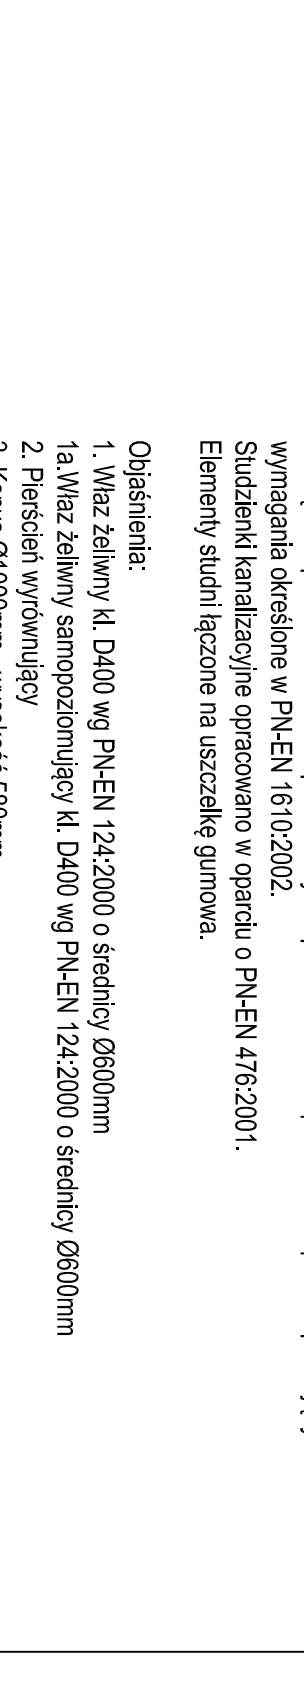 wymagania określone w PN-EN 1610:2002.
Studzienki kanalizacyjne opracowano w oparciu o PN-EN 476:2001.
Elementy studni łączone na uszczelkę gumowa.
Objaśnienia:
1. Właz żeliwny kl. D400 wg PN-EN 124:2000 o średnicy Ø600mm
1a.Właz żeliwny samopoziomujący kl. D400 wg PN-EN 124:2000 o średnicy Ø600mm
2. Pierścień wyrównujący